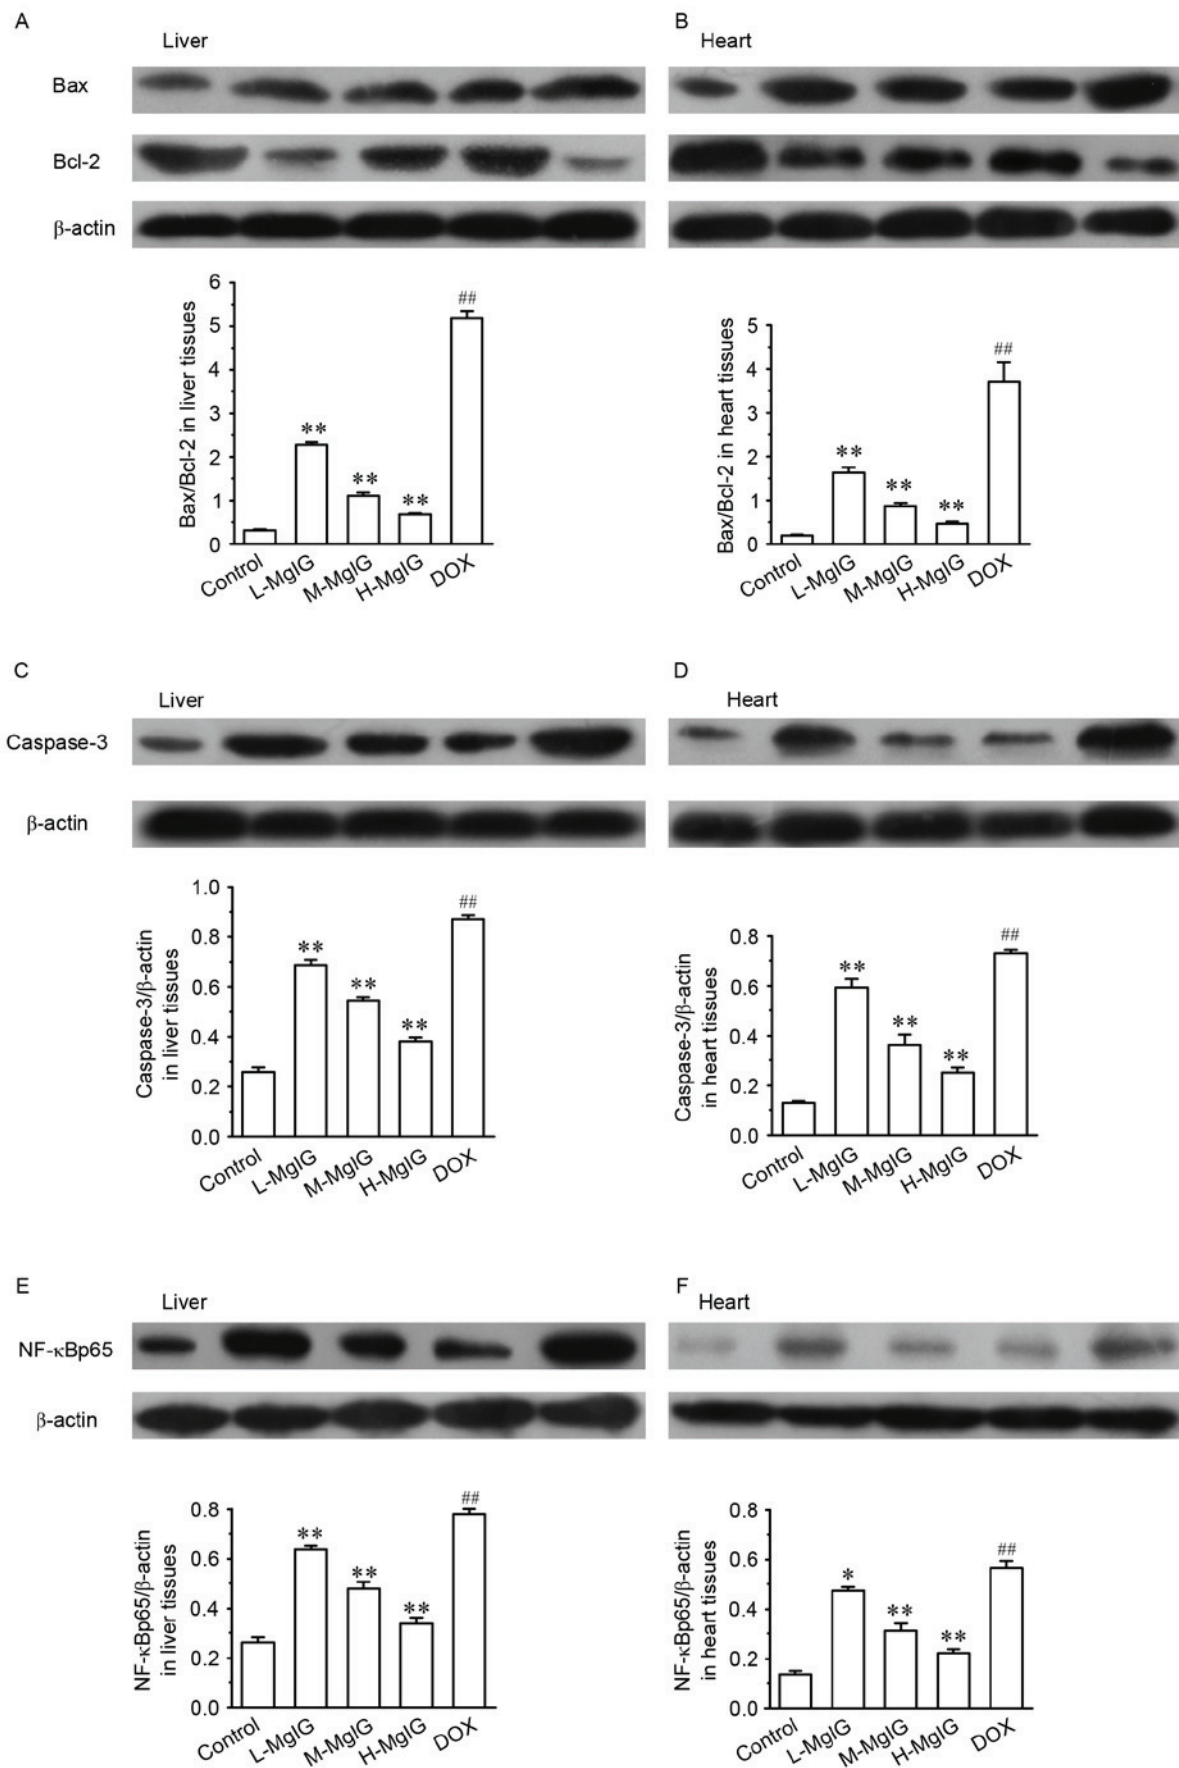 A
Liver
Bax
Bcl-2
β-actin
Bax/Bcl-2 in liver tissues
6
5
4
3
2
1
0
**
**
**
##
Control
L-MgIG
M-MgIG
H-MgIG
DOX
B
Heart
Bax/Bcl-2 in heart tissues
5
4
3
2
1
0
**
**
**
##
Control
L-MgIG
M-MgIG
H-MgIG
DOX
C
Liver
Caspase-3
β-actin
Caspase-3/β-actin
in liver tissues
1.0
0.8
0.6
0.4
0.2
0.0
**
**
**
##
Control
L-MgIG
M-MgIG
H-MgIG
DOX
D
Heart
Caspase-3/β-actin
in heart tissues
0.8
0.6
0.4
0.2
0.0
**
**
**
##
Control
L-MgIG
M-MgIG
H-MgIG
DOX
E
Liver
NF-κBp65
β-actin
NF-κBp65/β-actin
in liver tissues
0.8
0.6
0.4
0.2
0.0
**
**
**
##
Control
L-MgIG
M-MgIG
H-MgIG
DOX
F
Heart
NF-κBp65/β-actin
in heart tissues
0.8
0.6
0.4
0.2
0.0
*
**
**
##
Control
L-MgIG
M-MgIG
H-MgIG
DOX